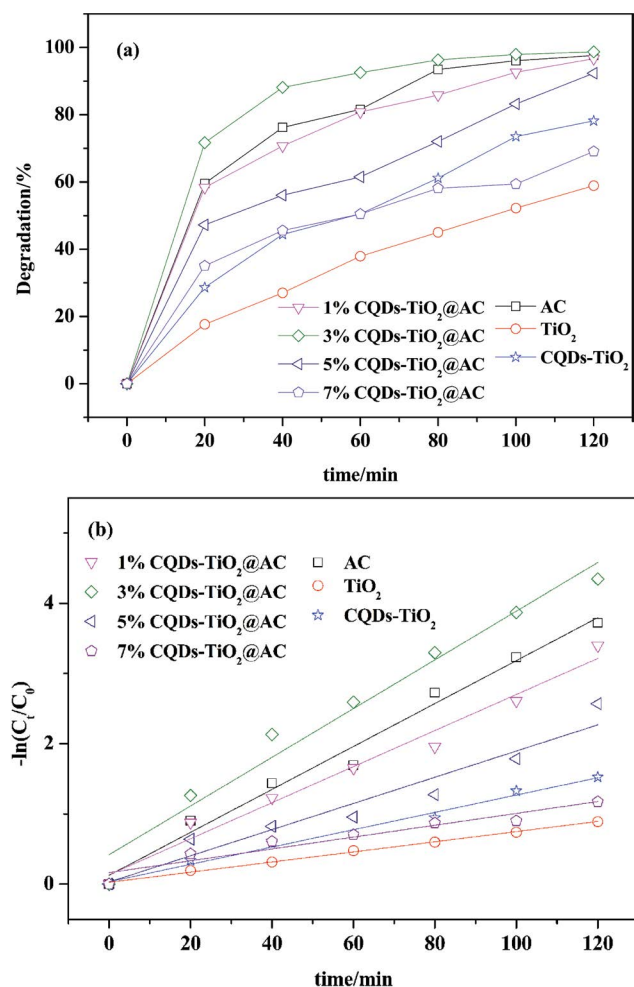 (a)
100
80
60
40
20
0
Degradation/%
1% CQDs-TiO₂@AC
3% CQDs-TiO₂@AC
5% CQDs-TiO₂@AC
7% CQDs-TiO₂@AC
AC
TiO₂
CQDs-TiO₂
0 20 40 60 80 100 120
time/min
(b)
1% CQDs-TiO₂@AC
3% CQDs-TiO₂@AC
5% CQDs-TiO₂@AC
7% CQDs-TiO₂@AC
AC
TiO₂
CQDs-TiO₂
4
2
0
-ln(Cₜ/C₀)
0 20 40 60 80 100 120
time/min